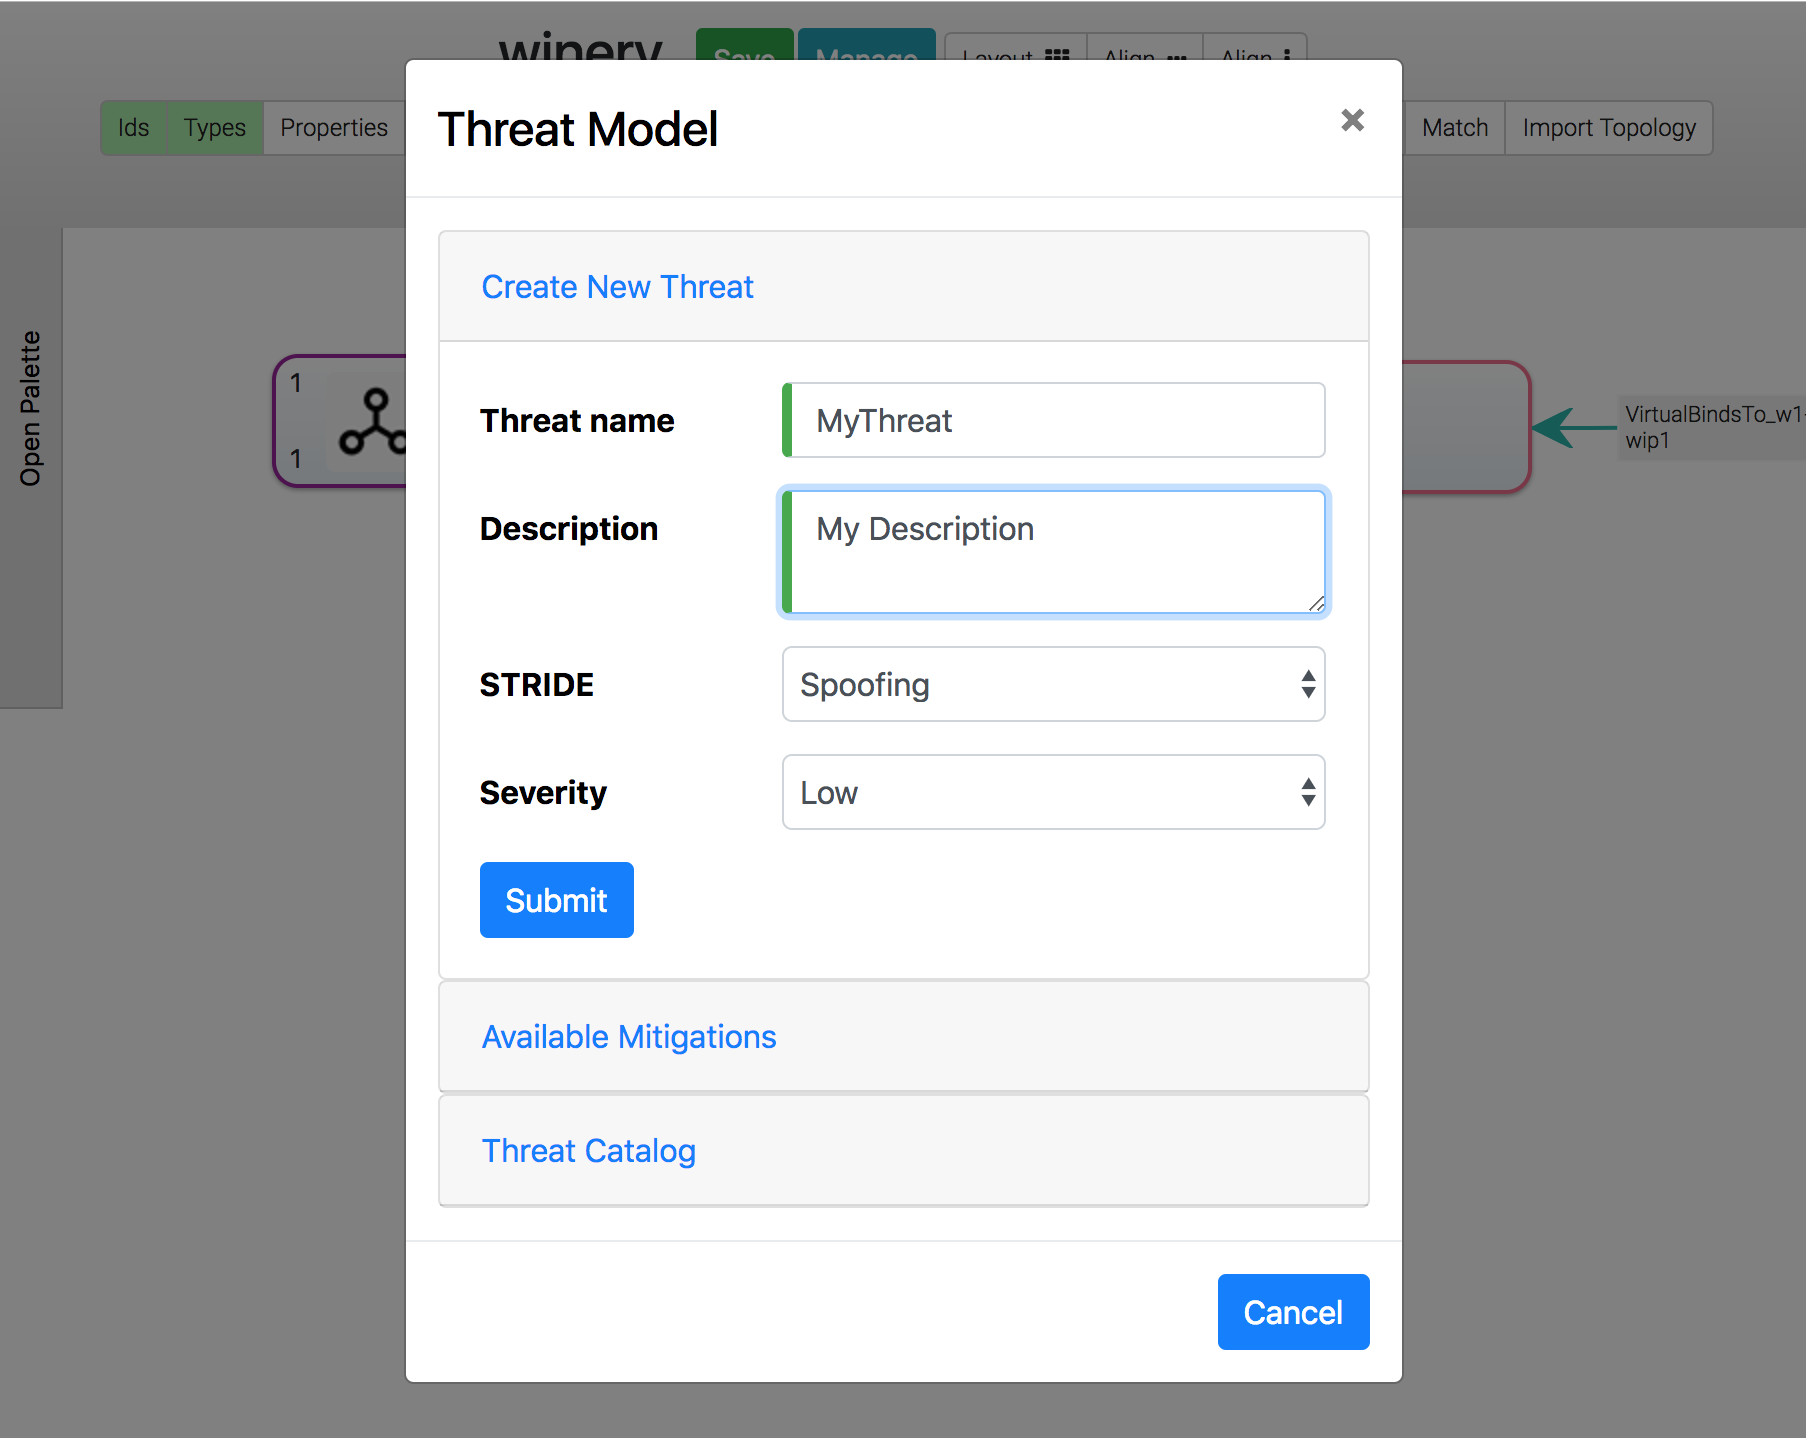 winery Save Manage Layout Align Align
Ids Types Properties Match Import Topology
Threat Model ×
Create New Threat
Open Palette
1
1
VirtualBindsTo_w1-
wip1
Threat name MyThreat
Description My Description
STRIDE Spoofing
Severity Low
Submit
Available Mitigations
Threat Catalog
Cancel